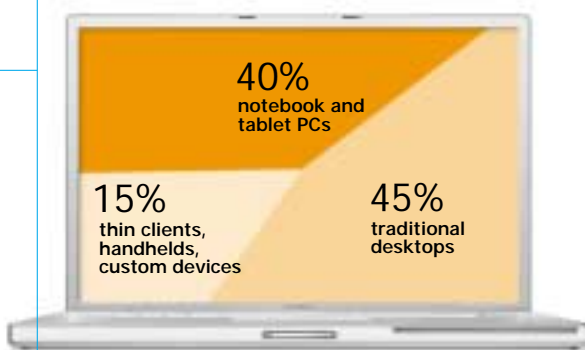 40%
notebook and
tablet PCs
15%
thin clients,
handhelds,
custom devices
45%
traditional
desktops